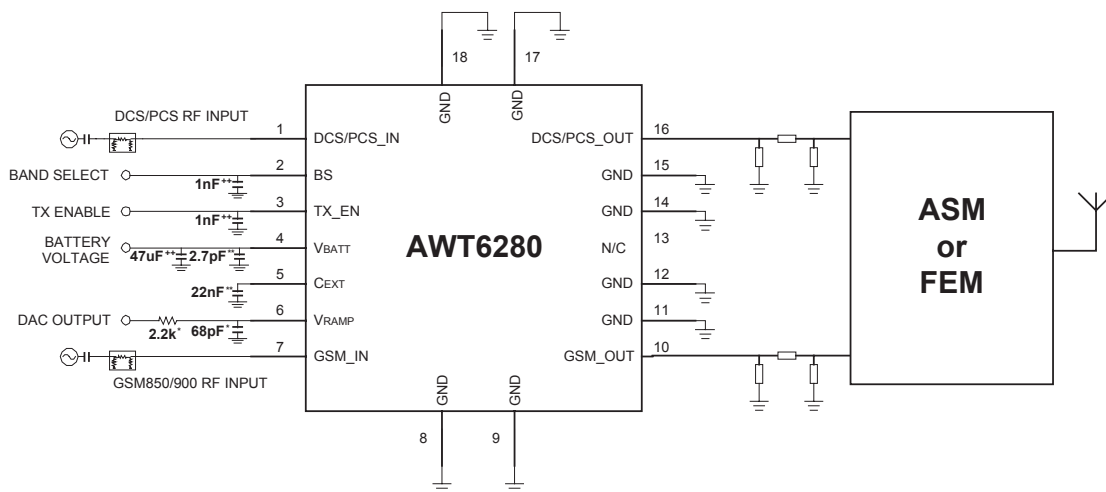 18
17
GND
GND
DCS/PCS RF INPUT
1
DCS/PCS_IN
DCS/PCS_OUT
16
BAND SELECT
1nF++
2
BS
GND
15
TX ENABLE
1nF++
3
TX_EN
GND
14
BATTERY
VOLTAGE
47uF++
2.7pF**
4
VBATT
AWT6280
N/C
13
22nF**
5
CEXT
GND
12
DAC OUTPUT
2.2k*
68pF*
6
VRAMP
GND
11
7
GSM_IN
GSM_OUT
10
GSM850/900 RF INPUT
GND
GND
8
9
ASM
or
FEM